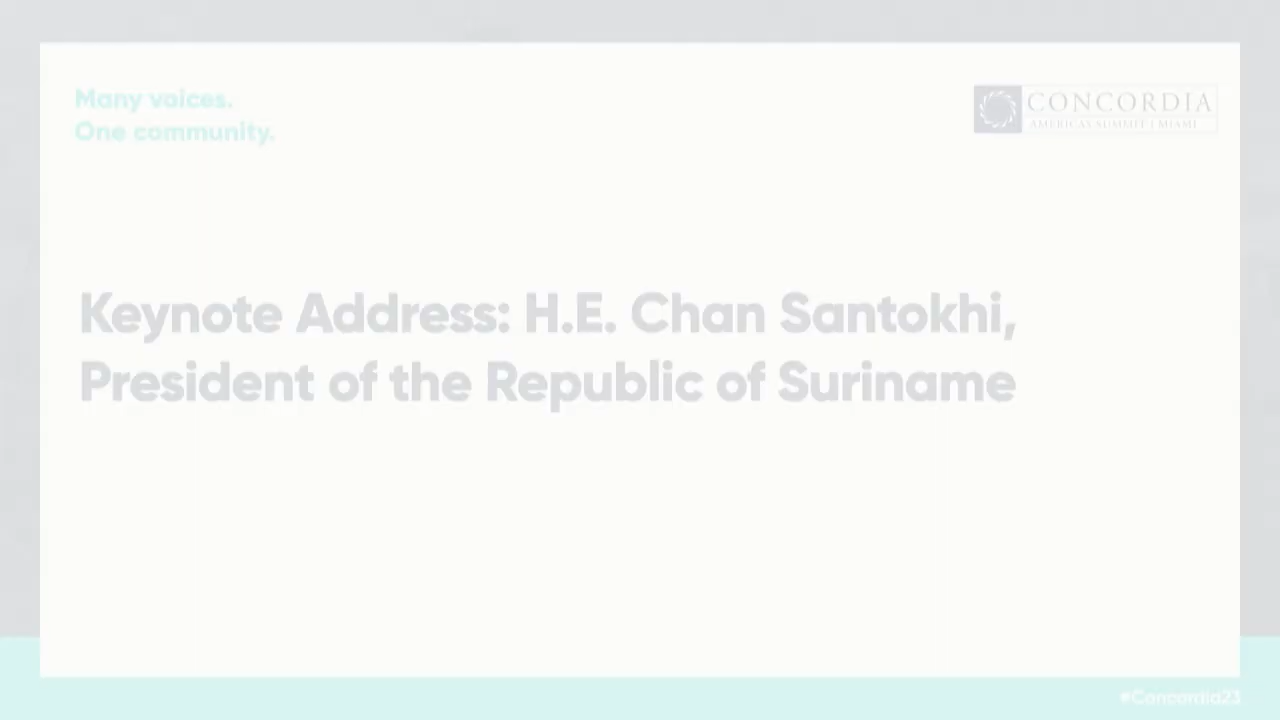 Many voices.
One community.
CONCORDIA
AMERICAS SUMMIT | MIAMI
Keynote Address: H.E. Chan Santokhi,
President of the Republic of Suriname
#Concordia23